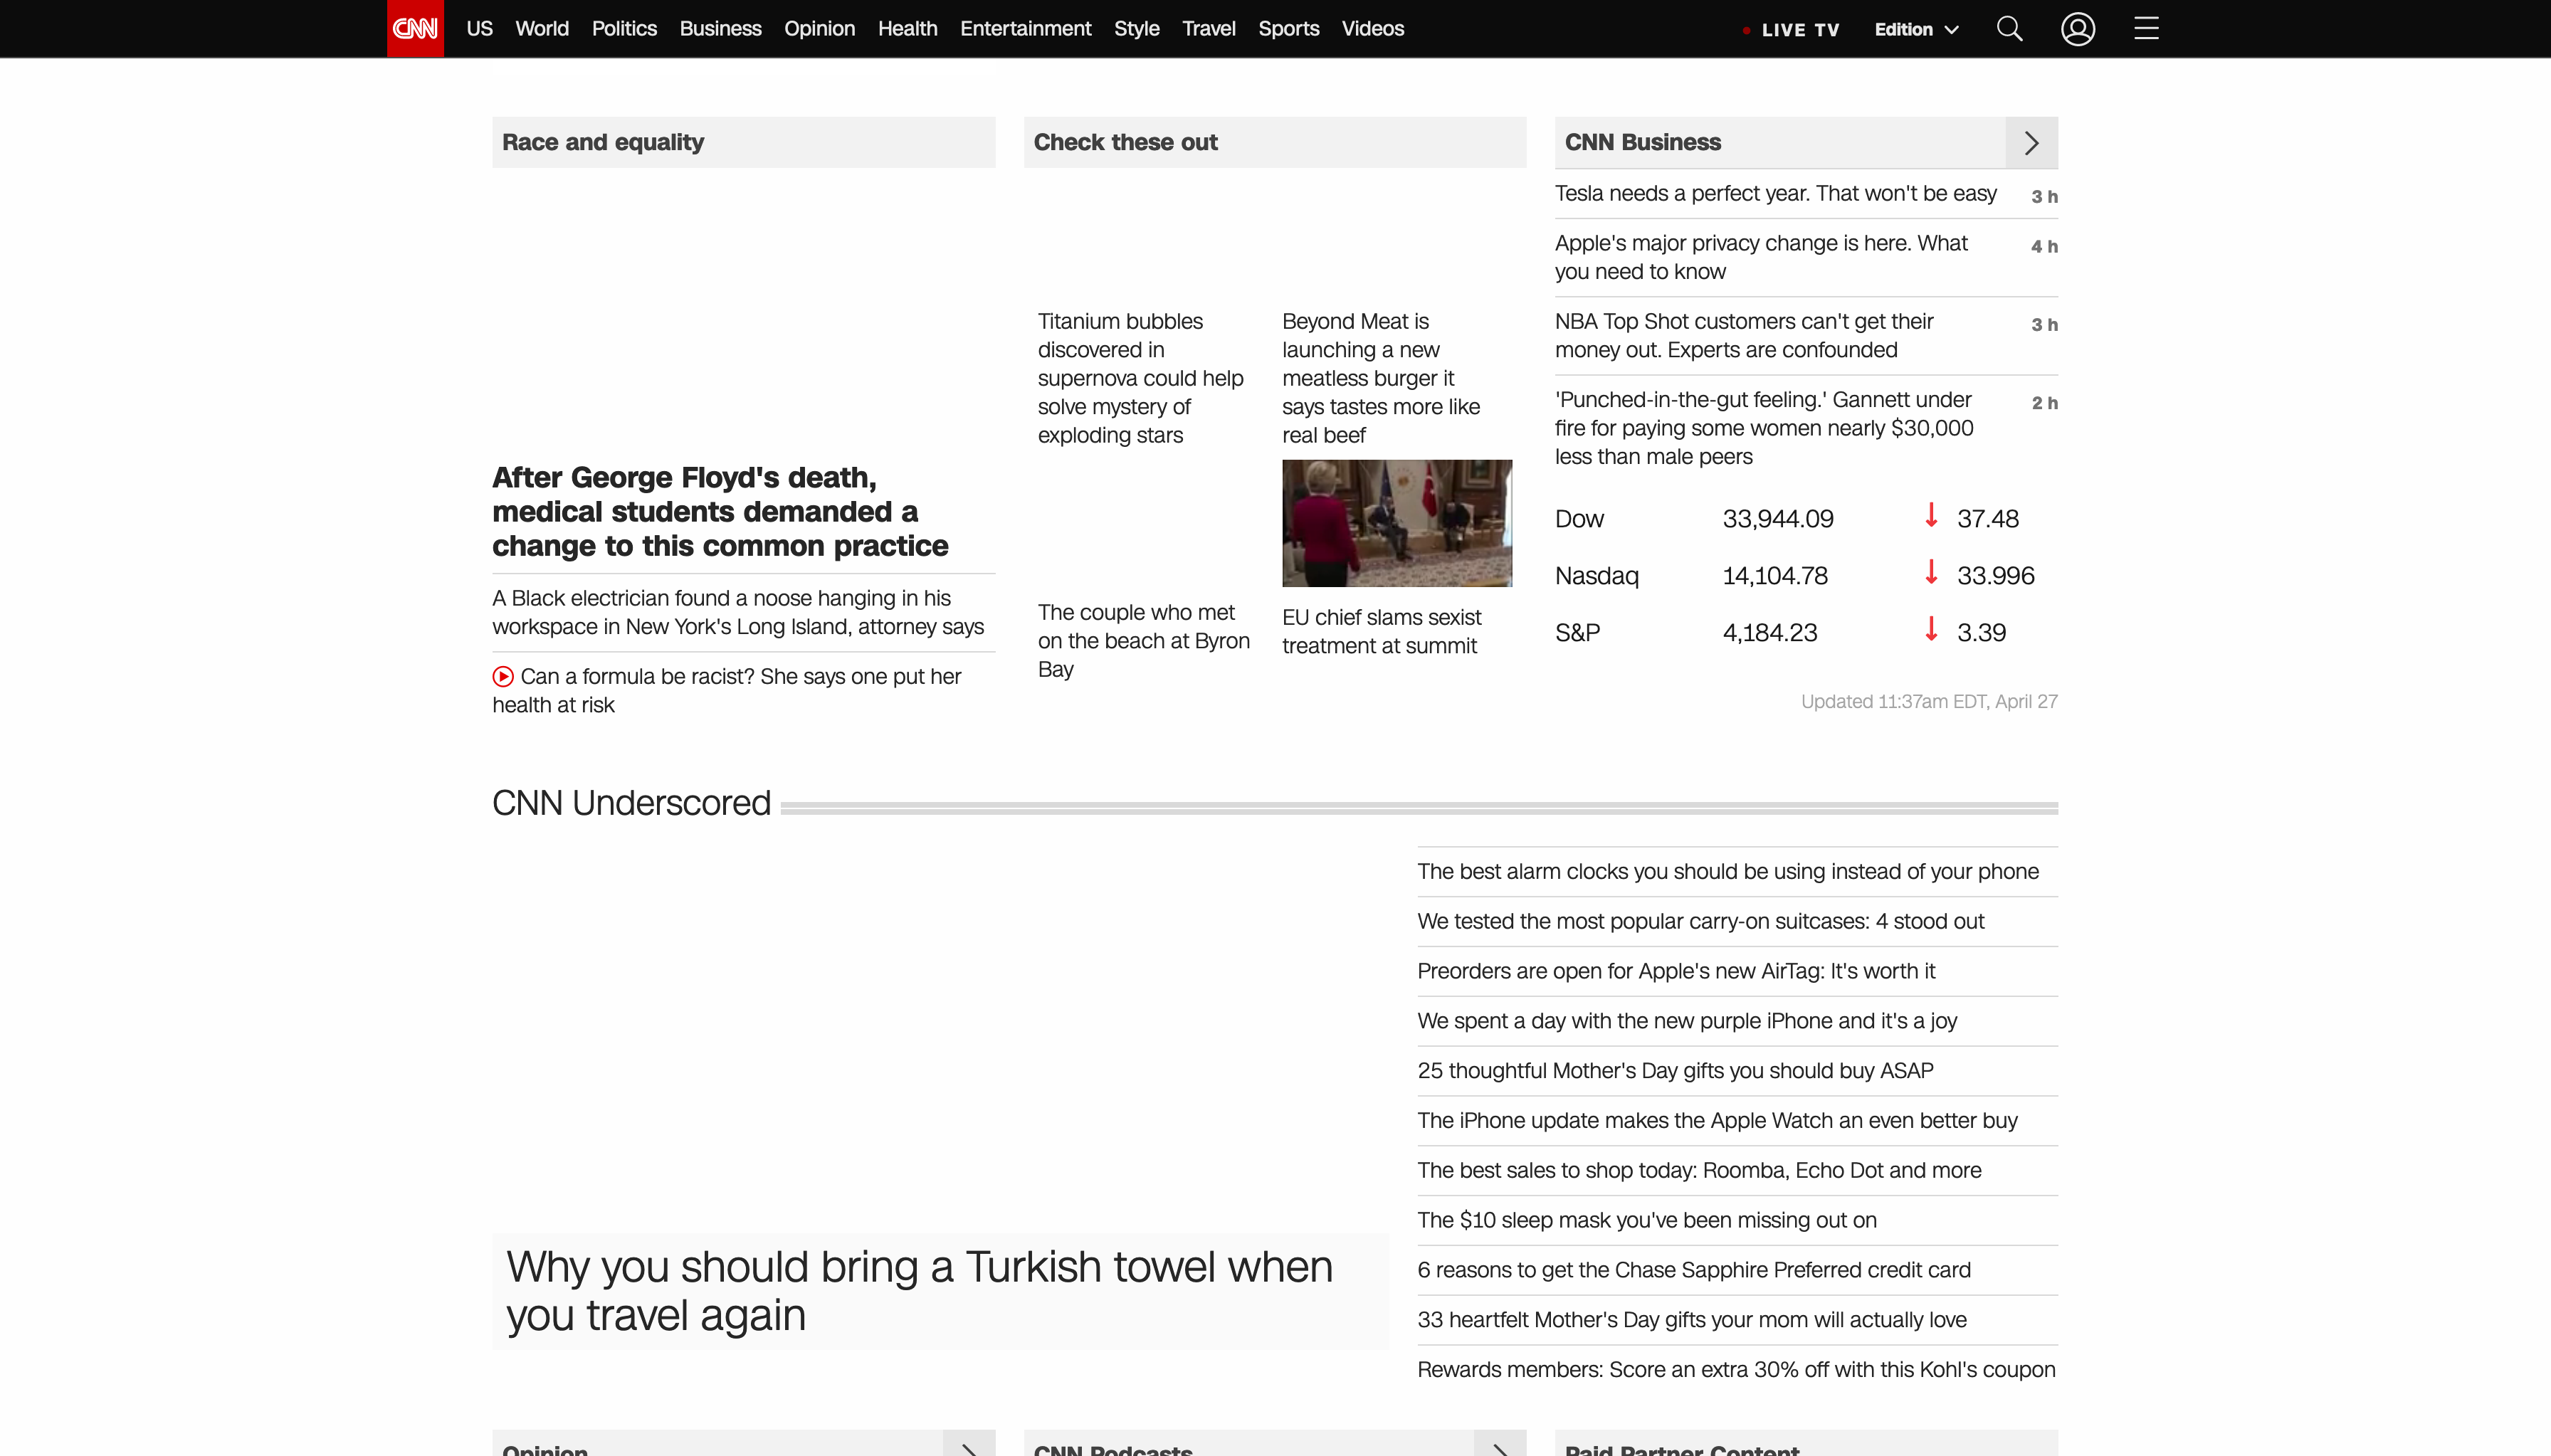 CNN
US World Politics Business Opinion Health Entertainment Style Travel Sports Videos
LIVE TV Edition
Race and equality
After George Floyd's death,
medical students demanded a
change to this common practice
A Black electrician found a noose hanging in his
workspace in New York's Long Island, attorney says
Can a formula be racist? She says one put her
health at risk
Check these out
Titanium bubbles
discovered in
supernova could help
solve mystery of
exploding stars
Beyond Meat is
launching a new
meatless burger it
says tastes more like
real beef
The couple who met
on the beach at Byron
Bay
EU chief slams sexist
treatment at summit
CNN Business
Tesla needs a perfect year. That won't be easy 3 h
Apple's major privacy change is here. What 4 h
you need to know
NBA Top Shot customers can't get their 3 h
money out. Experts are confounded
'Punched-in-the-gut feeling.' Gannett under 2 h
fire for paying some women nearly $30,000
less than male peers
Dow 33,944.09 37.48
Nasdaq 14,104.78 33.996
S&P 4,184.23 3.39
Updated 11:37am EDT, April 27
CNN Underscored
Why you should bring a Turkish towel when
you travel again
The best alarm clocks you should be using instead of your phone
We tested the most popular carry-on suitcases: 4 stood out
Preorders are open for Apple's new AirTag: It's worth it
We spent a day with the new purple iPhone and it's a joy
25 thoughtful Mother's Day gifts you should buy ASAP
The iPhone update makes the Apple Watch an even better buy
The best sales to shop today: Roomba, Echo Dot and more
The $10 sleep mask you've been missing out on
6 reasons to get the Chase Sapphire Preferred credit card
33 heartfelt Mother's Day gifts your mom will actually love
Rewards members: Score an extra 30% off with this Kohl's coupon
Opinion
CNN Podcasts
Paid Partner Content